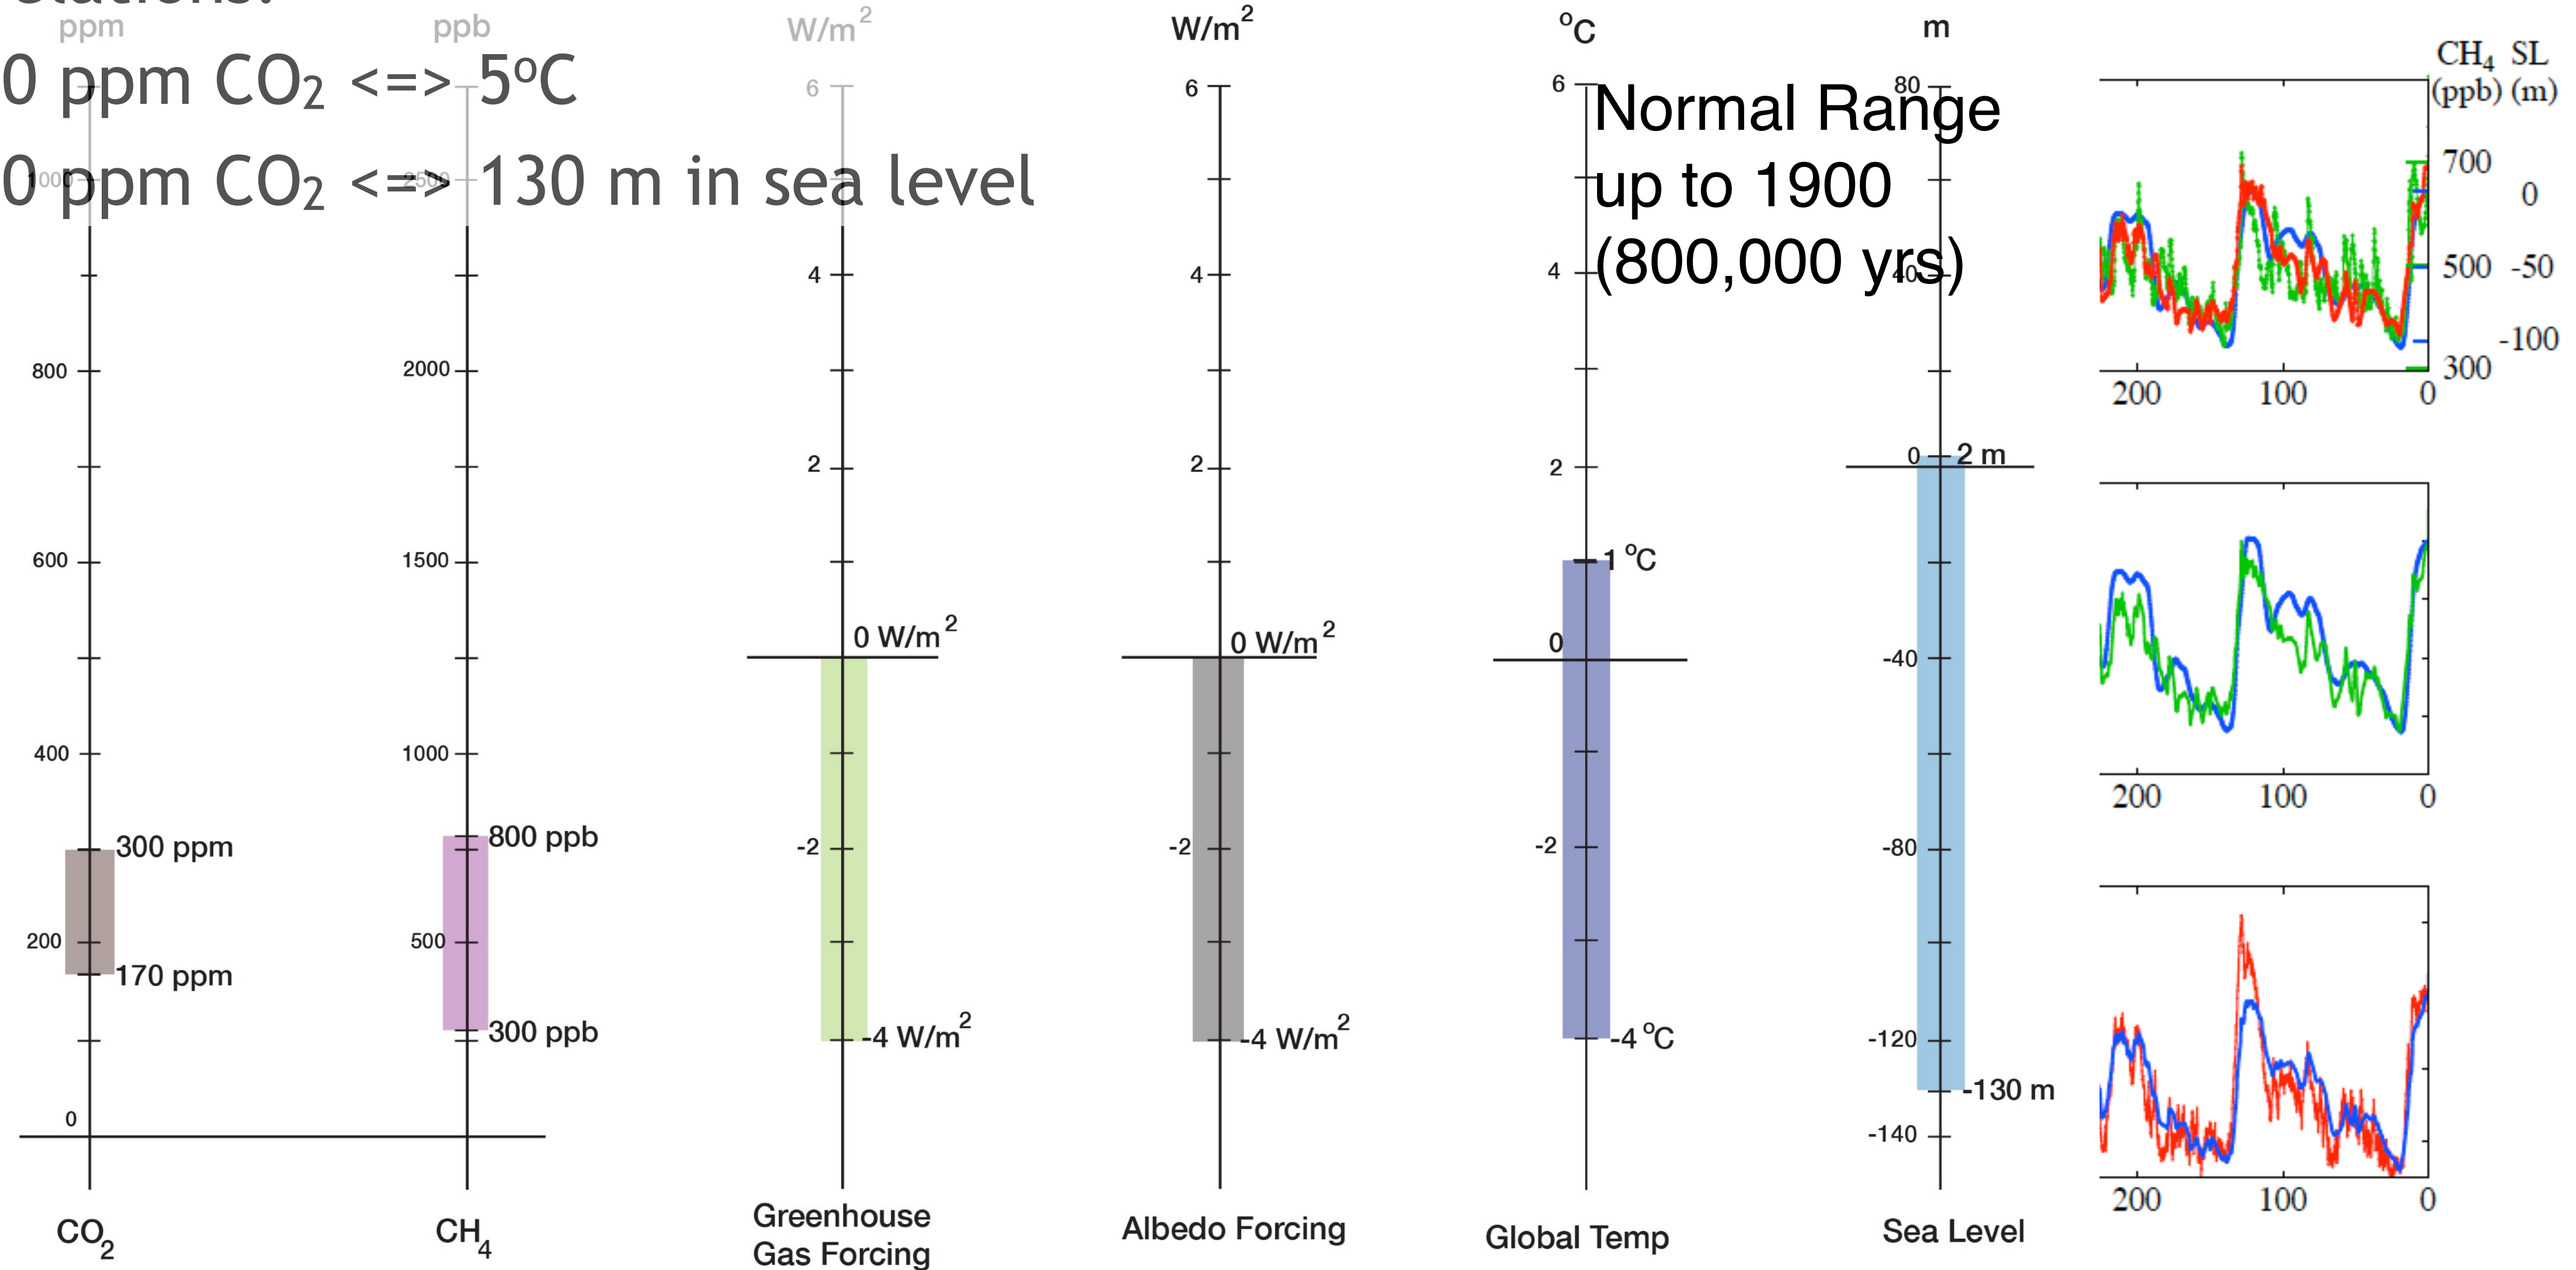 ppm ppb W/m² W/m² °C m
0 ppm CO₂ <=> 5°C
0 ppm CO₂ <=> 130 m in sea level
Normal Range
up to 1900
(800,000 yrs)
1000
800
600
400
300 ppm
200
170 ppm
0
CO₂
2500
2000
1500
1000
800 ppb
500
300 ppb
CH₄
6
4
2
0 W/m²
-2
-4 W/m²
Greenhouse
Gas Forcing
6
4
2
0 W/m²
-2
-4 W/m²
Albedo Forcing
6
4
2
1 °C
0
-2
-4 °C
Global Temp
80
40
0 2 m
-40
-80
-120
-130 m
-140
Sea Level
CH₄ SL
(ppb) (m)
700
0
500 -50
-100
300
200 100 0
200 100 0
200 100 0